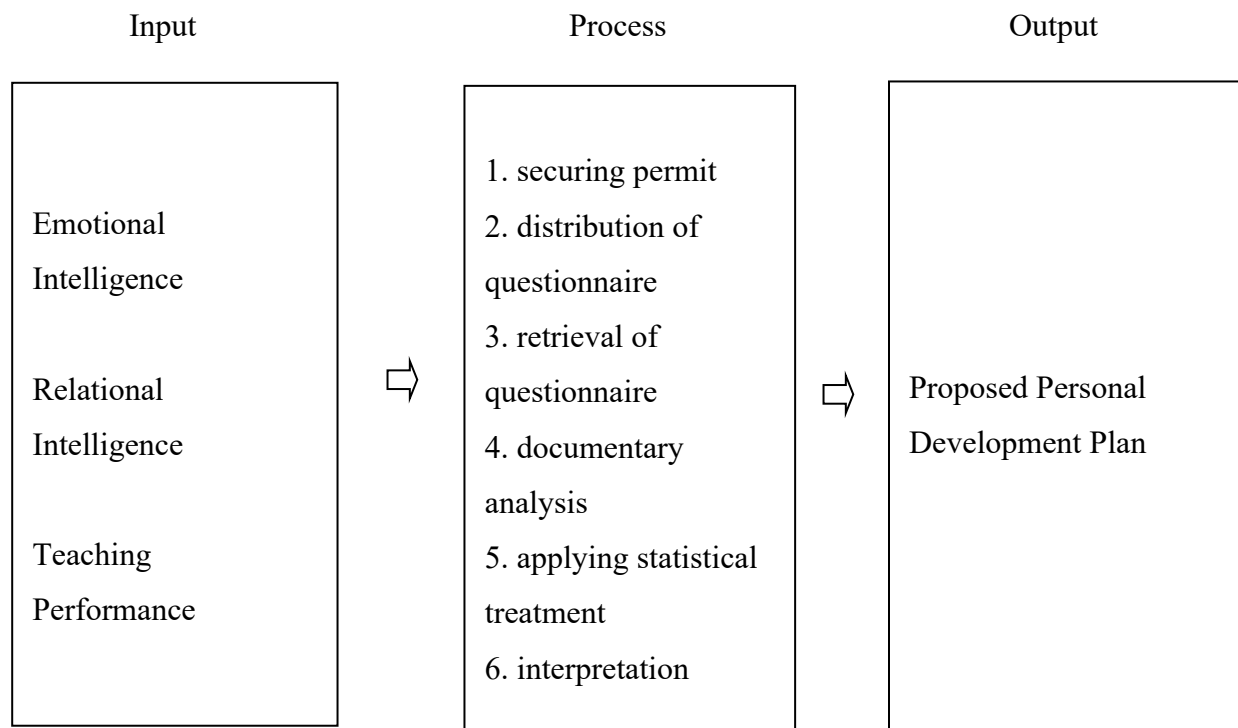 Input
Process
Output
Emotional
Intelligence
Relational
Intelligence
Teaching
Performance
1. securing permit
2. distribution of
questionnaire
3. retrieval of
questionnaire
4. documentary
analysis
5. applying statistical
treatment
6. interpretation
Proposed Personal
Development Plan